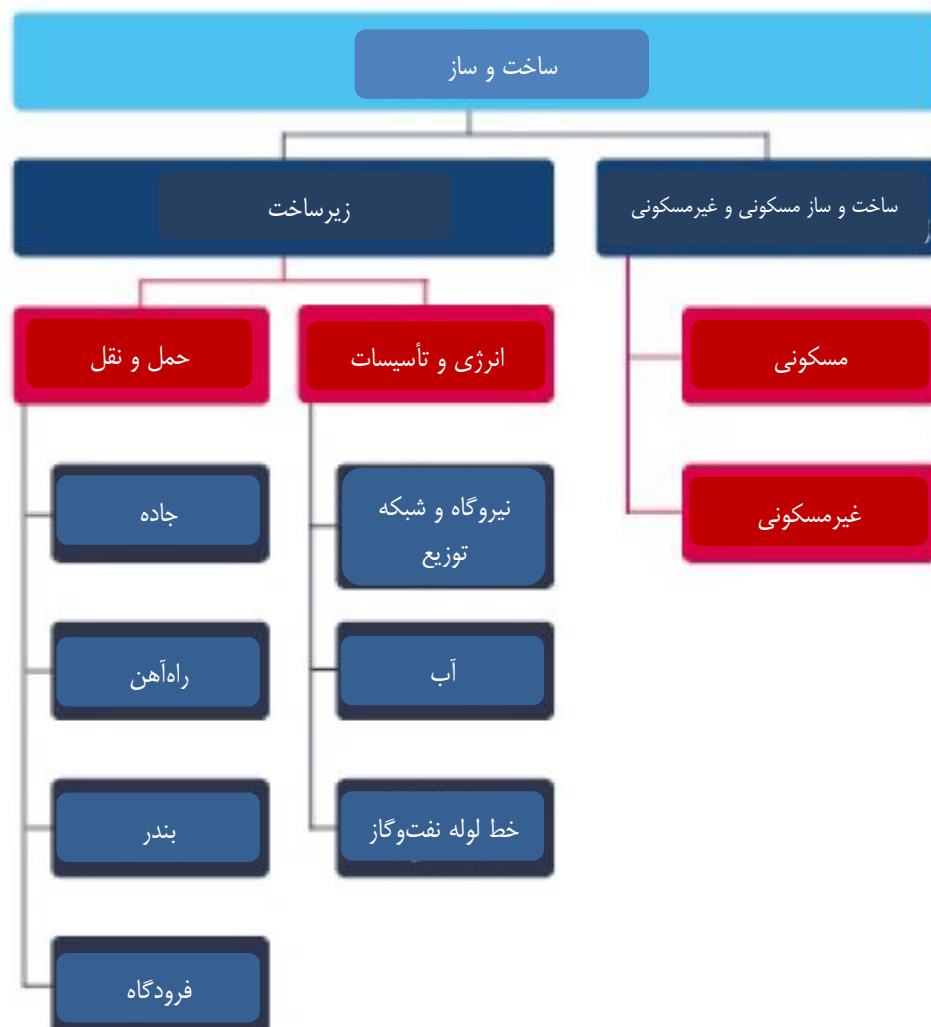 ساخت و ساز
ساخت و ساز مسکونی و غیرمسکونی
زیرساخت
مسکونی
غیرمسکونی
انرژی و تأسیسات
نیروگاه و شبکه
توزیع
آب
خط لوله نفت‌وگاز
حمل و نقل
جاده
راه‌آهن
بندر
فرودگاه